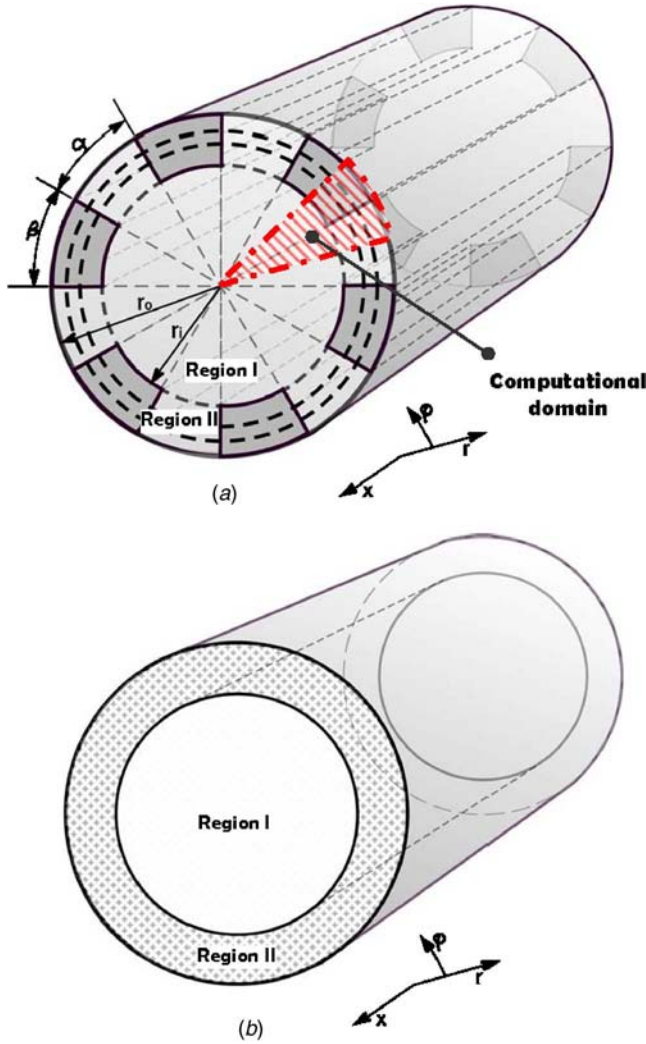 α
β
r₀
rᵢ
Region I
Region II
Computational
domain
φ
r
x
(a)
Region I
Region II
φ
r
x
(b)